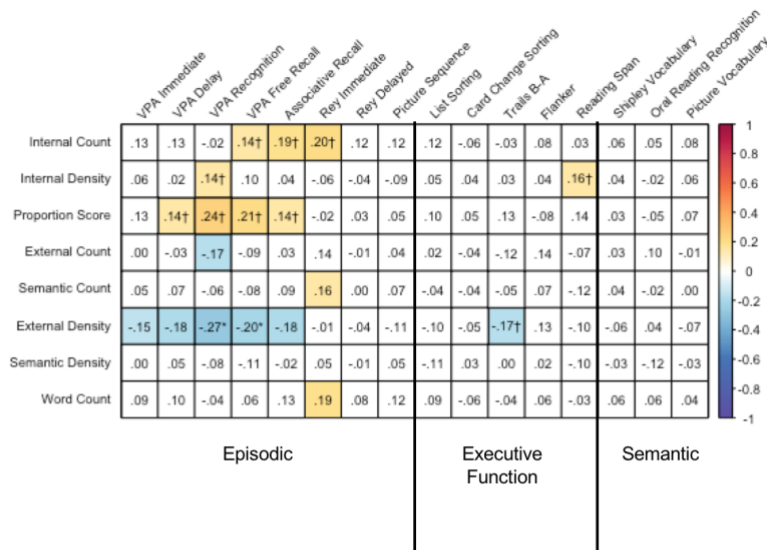 VPA Immediate
VPA Delay
VPA Recognition
VPA Free Recall
Associative Recall
Rey Immediate
Rey Delayed
Picture Sequence
List Sorting
Card Change Sorting
Trails B-A
Flanker
Reading Span
Shipley Vocabulary
Oral Reading Recognition
Picture Vocabulary
Internal Count .13 .13 -.02 .14† .19† .20† .12 .12 .12 -.06 -.03 .08 .03 .06 .05 .08
Internal Density .06 .02 .14† .10 .04 -.06 -.04 -.09 .05 .04 .03 .04 .16† .04 -.02 .06
Proportion Score .13 .14† .24† .21† .14† -.02 .03 .05 .10 .05 .13 -.08 .14 .03 -.05 .07
External Count .00 -.03 -.17 -.09 .03 .14 -.01 .04 .02 -.04 -.12 .14 -.07 .03 .10 -.01
Semantic Count .05 .07 -.06 -.08 .09 .16 .00 .07 -.04 -.04 -.05 .07 -.12 .04 -.02 .00
External Density -.15 -.18 -.27* -.20* -.18 -.01 -.04 -.11 -.10 -.05 -.17† .13 -.10 -.06 .04 -.07
Semantic Density .00 .05 -.08 -.11 -.02 .05 -.01 .05 -.11 .03 .00 .02 -.10 -.03 -.12 -.03
Word Count .09 .10 -.04 .06 .13 .19 .08 .12 .09 -.06 -.04 .06 -.03 .06 .06 .04
1
0.8
0.6
0.4
0.2
0
-0.2
-0.4
-0.6
-0.8
-1
Episodic
Executive
Function
Semantic